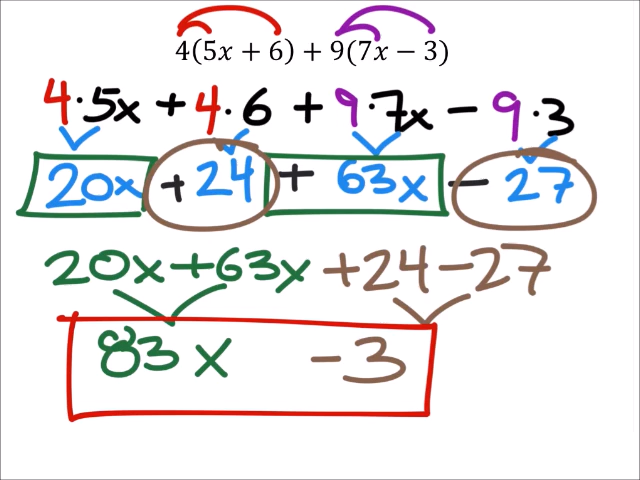 4(5x + 6) + 9(7x − 3)
4·5x + 4·6 + 9·7x − 9·3
20x + 24 + 63x − 27
20x + 63x + 24 − 27
83x − 3